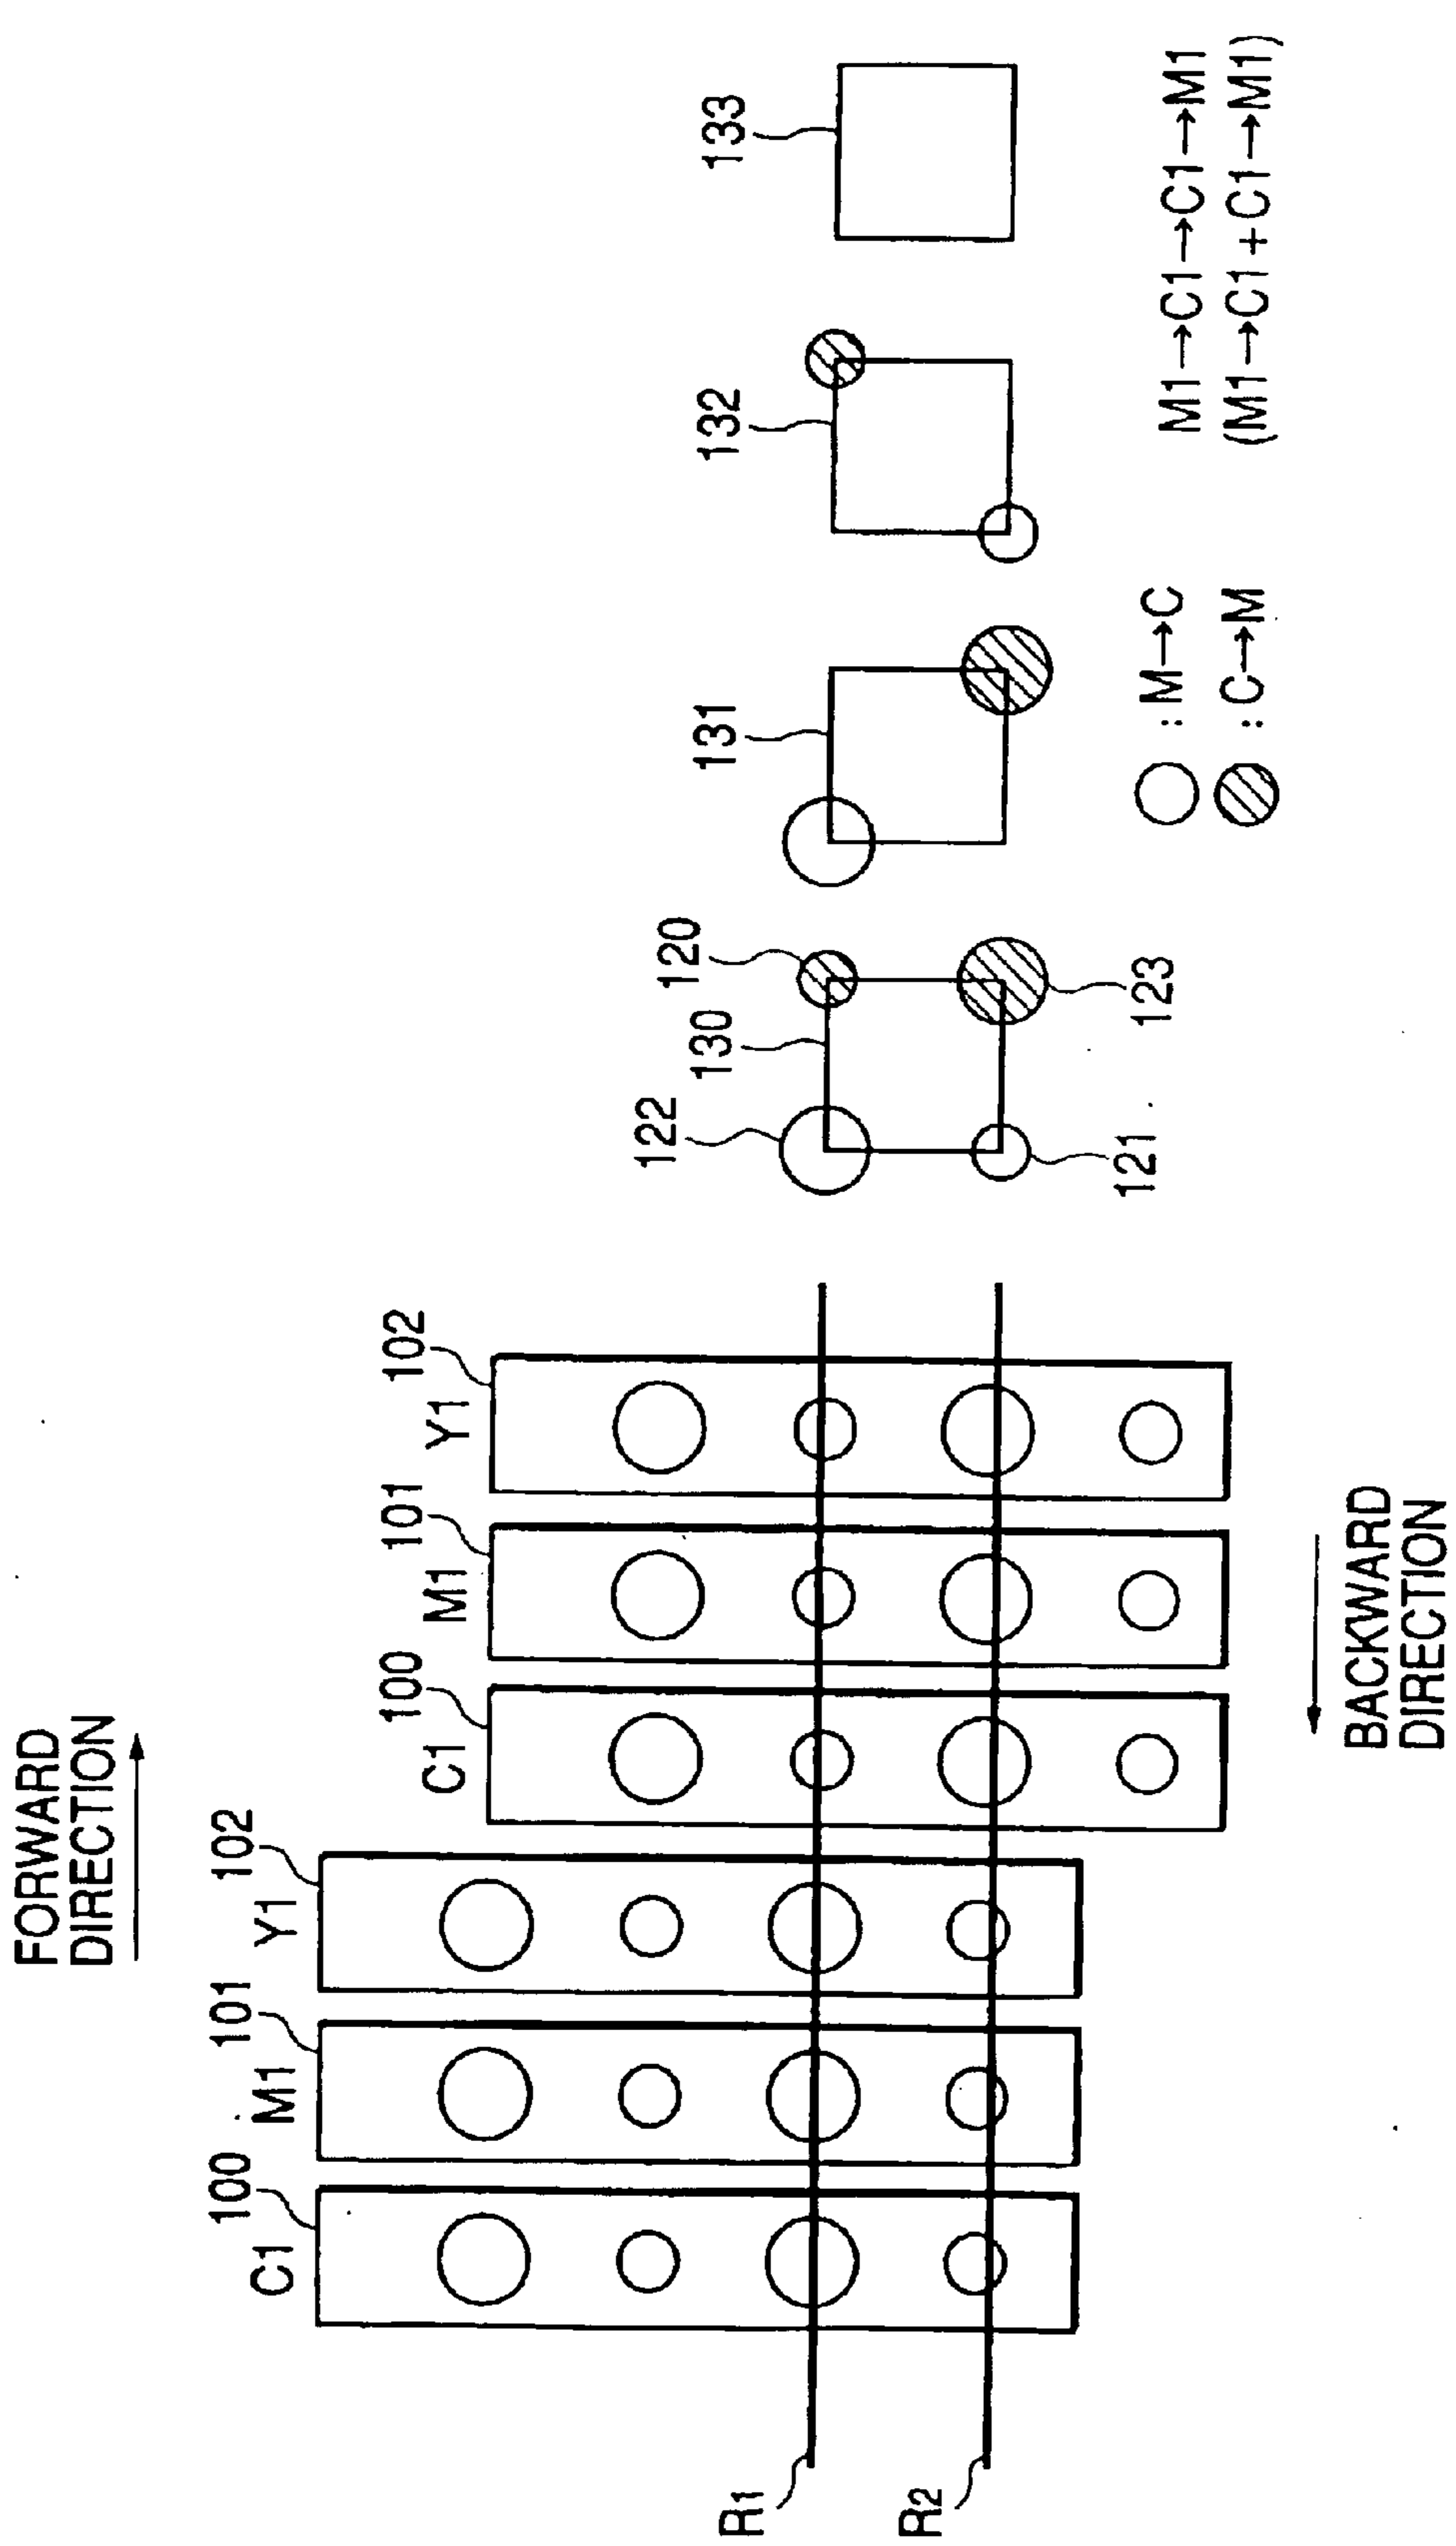 FORWARD
DIRECTION
100
101
102
C1
M1
Y1
100
101
102
C1
M1
Y1
R1
R2
BACKWARD
DIRECTION
122
130
120
121
123
131
132
133
: M→C
: C→M
M1→C1→C1→M1
(M1→C1+C1→M1)